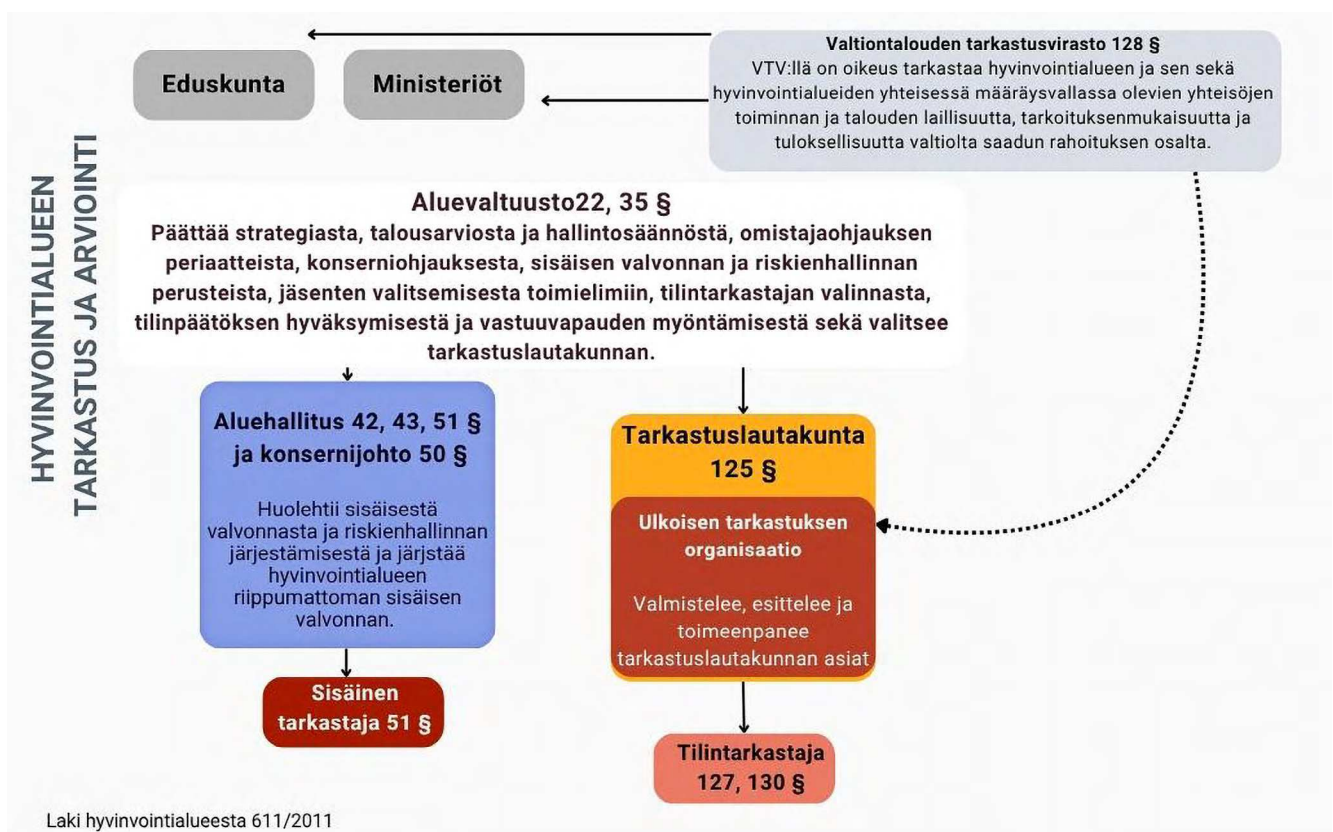 HYVINVOINTIALUEEN
TARKASTUS JA ARVIOINTI
Eduskunta
Ministeriöt
Valtiontalouden tarkastusvirasto 128 §
VTV:llä on oikeus tarkastaa hyvinvointialueen ja sen sekä
hyvinvointialueiden yhteisessä määräysvallassa olevien yhteisöjen
toiminnan ja talouden laillisuutta, tarkoituksenmukaisuutta ja
tuloksellisuutta valtiolta saadun rahoituksen osalta.
Aluevaltuusto22, 35 §
Päättää strategiasta, talousarviosta ja hallintosäännöstä, omistajaohjauksen
periaatteista, konserniohjauksesta, sisäisen valvonnan ja riskienhallinnan
perusteista, jäsenten valitsemisesta toimielimiin, tilintarkastajan valinnasta,
tilinpäätöksen hyväksymisestä ja vastuuvapauden myöntämisestä sekä valitsee
tarkastuslautakunnan.
Aluehallitus 42, 43, 51 §
ja konsernijohto 50 §
Huolehtii sisäisestä
valvonnasta ja riskienhallinnan
järjestämisestä ja järjstää
hyvinvointialueen
riippumattoman sisäisen
valvonnan.
Sisäinen
tarkastaja 51 §
Tarkastuslautakunta
125 §
Ulkoisen tarkastuksen
organisaatio
Valmistelee, esittelee ja
toimeenpanee
tarkastuslautakunnan asiat
Tilintarkastaja
127, 130 §
Laki hyvinvointialueesta 611/2011